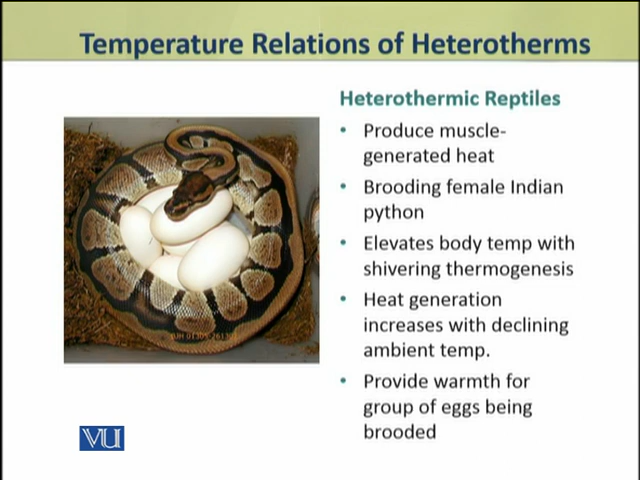 Temperature Relations of Heterotherms
Heterothermic Reptiles
• Produce muscle-
generated heat
• Brooding female Indian
python
• Elevates body temp with
shivering thermogenesis
• Heat generation
increases with declining
ambient temp.
• Provide warmth for
group of eggs being
brooded
VU